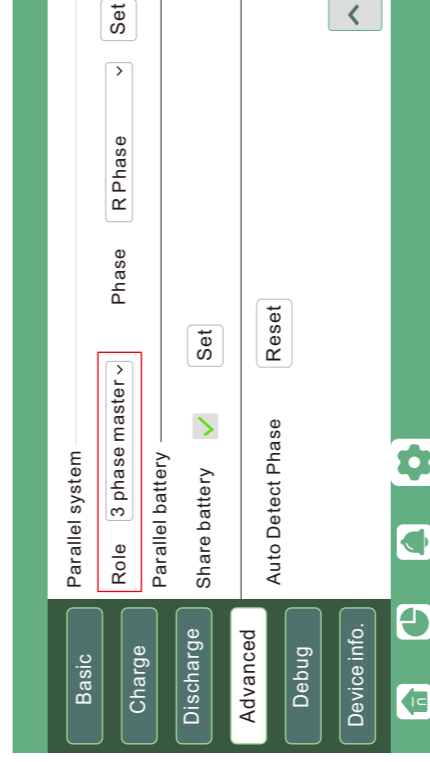 Basic
Charge
Discharge
Advanced
Debug
Device info.
Parallel system
Role 3 phase master Phase R Phase Set
Parallel battery
Share battery Set
Auto Detect Phase Reset